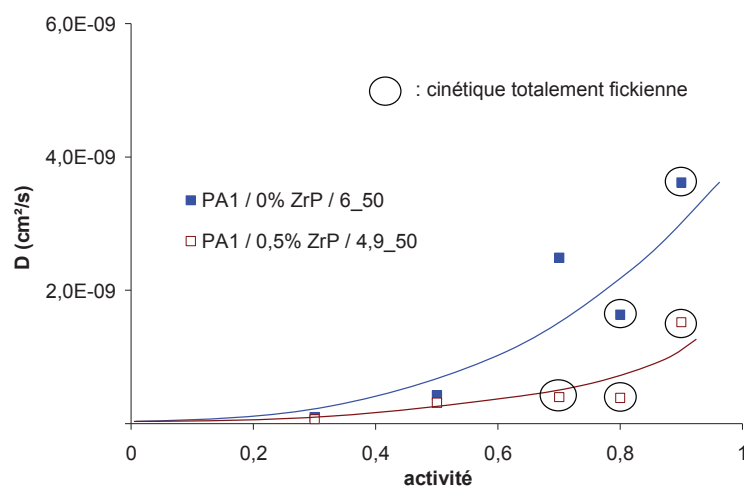 6,0E-09
: cinétique totalement fickienne
4,0E-09
PA1 / 0% ZrP / 6_50
PA1 / 0,5% ZrP / 4,9_50
D (cm²/s)
2,0E-09
0 0,2 0,4 0,6 0,8 1
activité